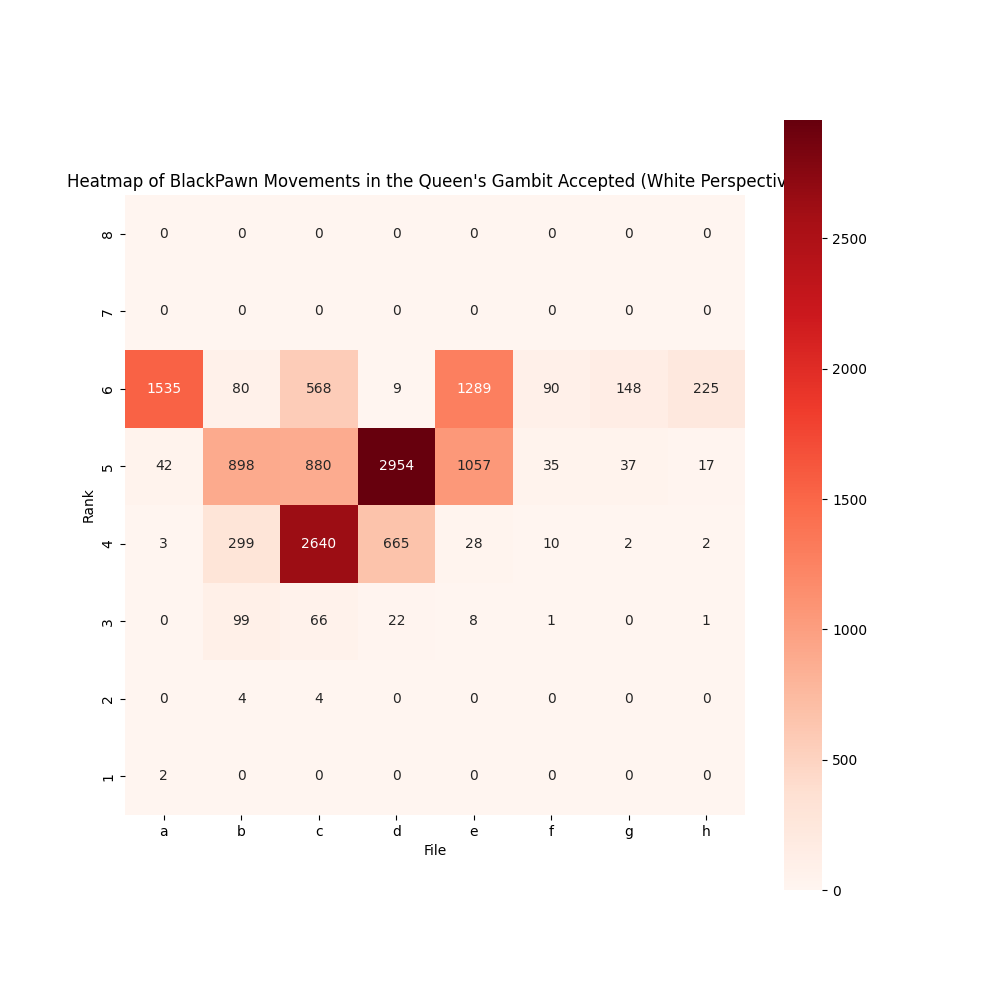 Heatmap of BlackPawn Movements in the Queen's Gambit Accepted (White Perspectiv
8 0 0 0 0 0 0 0 0
7 0 0 0 0 0 0 0 0
6 1535 80 568 9 1289 90 148 225
5 42 898 880 2954 1057 35 37 17
4 3 299 2640 665 28 10 2 2
3 0 99 66 22 8 1 0 1
2 0 4 4 0 0 0 0 0
1 2 0 0 0 0 0 0 0
a b c d e f g h
File
Rank
2500
2000
1500
1000
500
0